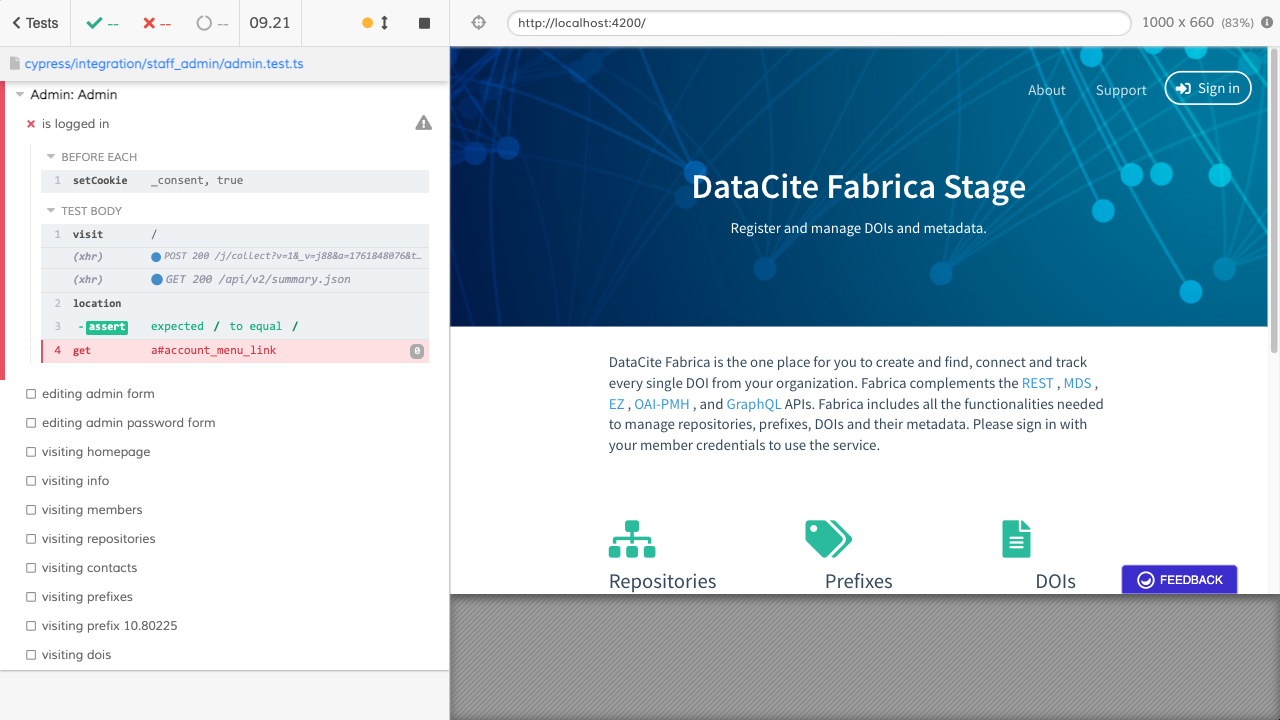 Tests
--
--
--
09.21
cypress/integration/staff_admin/admin.test.ts
Admin: Admin
is logged in
BEFORE EACH
1 setCookie _consent, true
TEST BODY
1 visit /
(xhr) POST 200 /j/collect?v=1&_v=j88&a=1761848076&t…
(xhr) GET 200 /api/v2/summary.json
2 location
3 -assert expected / to equal /
4 get a#account_menu_link 0
editing admin form
editing admin password form
visiting homepage
visiting info
visiting members
visiting repositories
visiting contacts
visiting prefixes
visiting prefix 10.80225
visiting dois
http://localhost:4200/
1000 x 660 (83%)
About
Support
Sign in
DataCite Fabrica Stage
Register and manage DOIs and metadata.
DataCite Fabrica is the one place for you to create and find, connect and track
every single DOI from your organization. Fabrica complements the REST , MDS ,
EZ , OAI-PMH , and GraphQL APIs. Fabrica includes all the functionalities needed
to manage repositories, prefixes, DOIs and their metadata. Please sign in with
your member credentials to use the service.
Repositories
Prefixes
DOIs
FEEDBACK